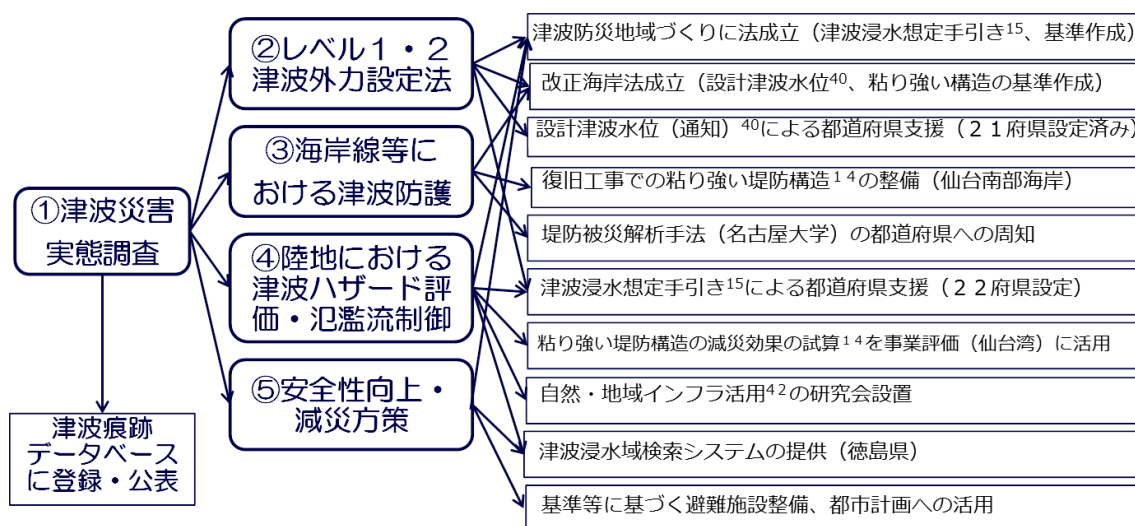 ①津波災害
実態調査
津波痕跡
データベース
に登録・公表
②レベル1・2
津波外力設定法
③海岸線等に
おける津波防護
④陸地における
津波ハザード評
価・氾濫流制御
⑤安全性向上・
減災方策
津波防災地域づくりに法成立（津波浸水想定手引き15、基準作成）
改正海岸法成立（設計津波水位40、粘り強い構造の基準作成）
設計津波水位（通知）40による都道府県支援（２１府県設定済み）
復旧工事での粘り強い堤防構造14の整備（仙台南部海岸）
堤防被災解析手法（名古屋大学）の都道府県への周知
津波浸水想定手引き15による都道府県支援（２２府県設定）
粘り強い堤防構造の減災効果の試算14を事業評価（仙台湾）に活用
自然・地域インフラ活用42の研究会設置
津波浸水域検索システムの提供（徳島県）
基準等に基づく避難施設整備、都市計画への活用